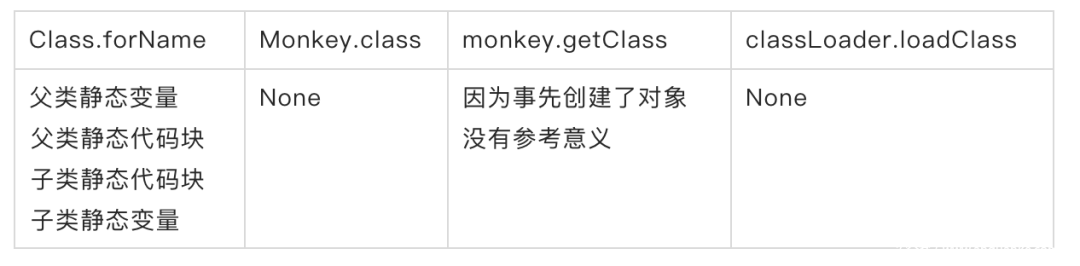 Class.forName Monkey.class monkey.getClass classLoader.loadClass
父类静态变量 None 因为事先创建了对象 None
父类静态代码块 没有参考意义
子类静态代码块
子类静态变量